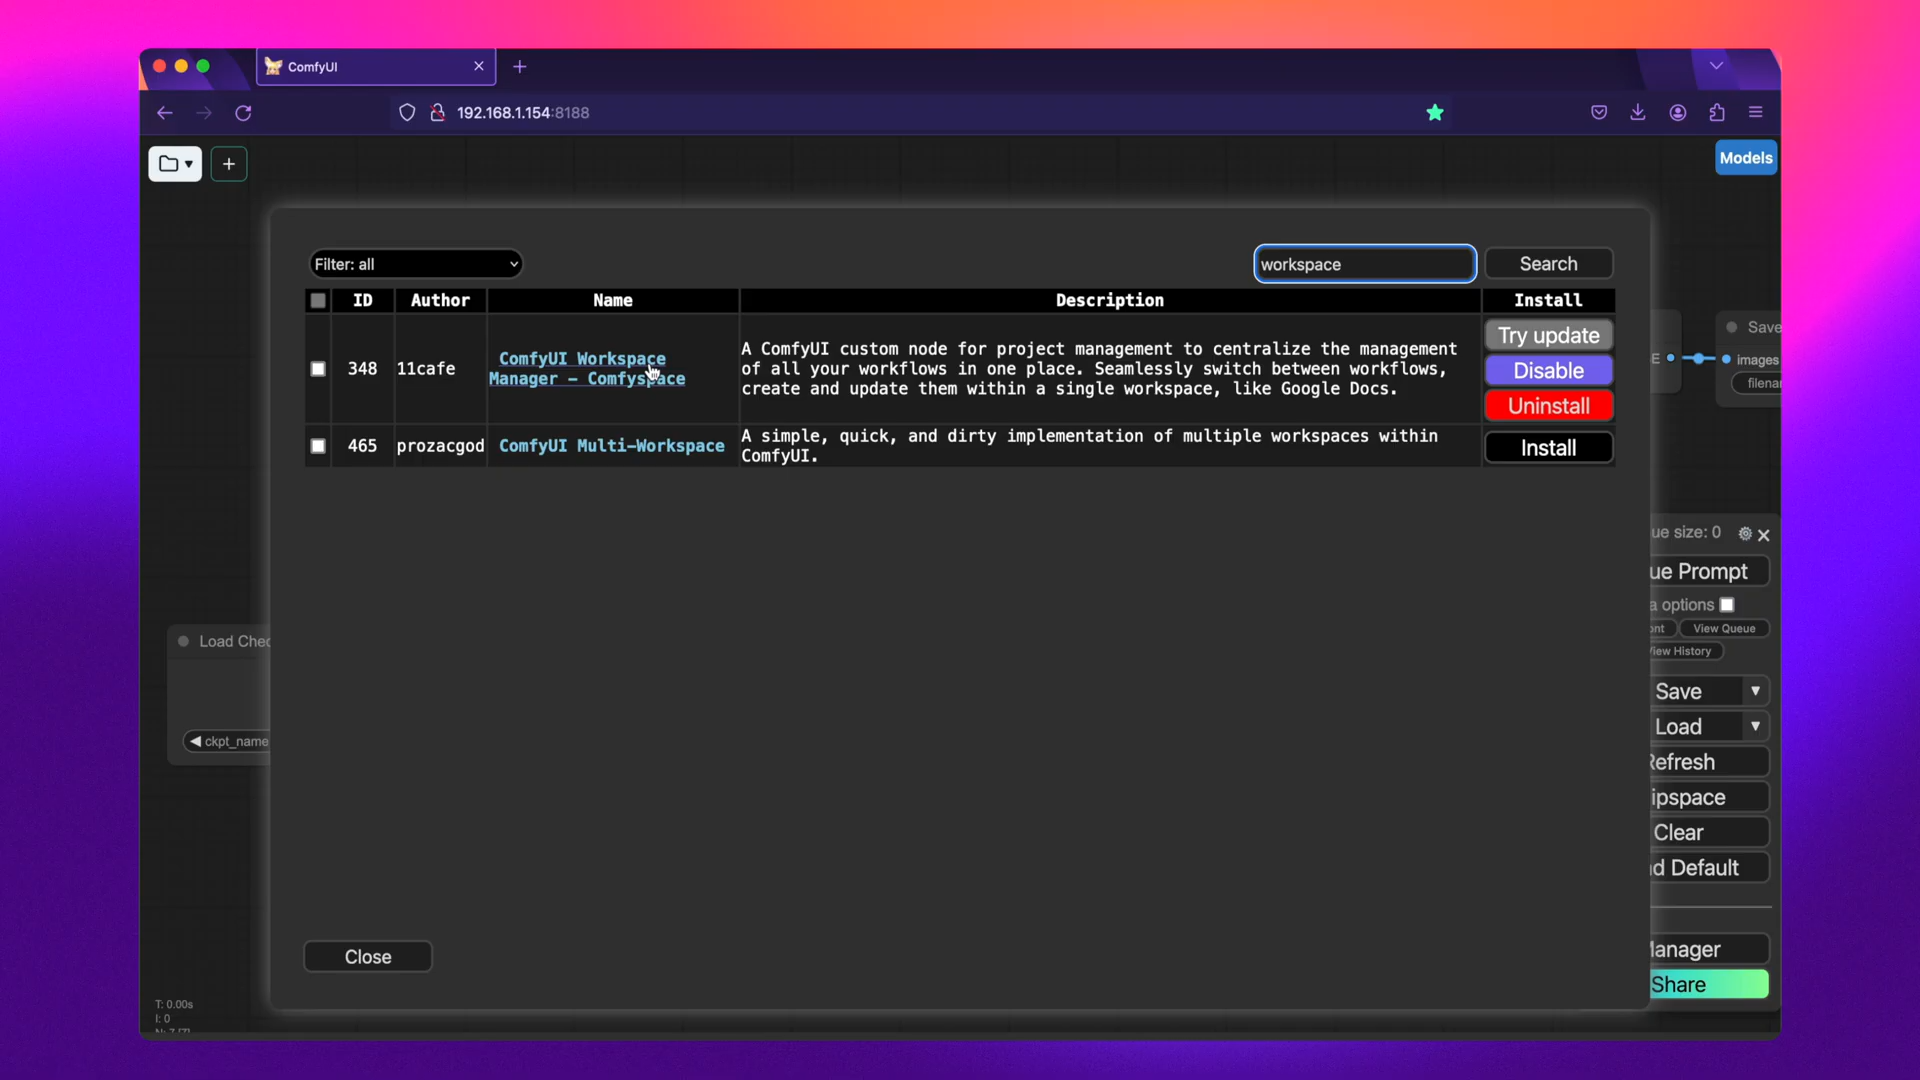 ComfyUI
192.168.1.154:8188
Models
Filter: all
workspace
Search
ID Author Name Description Install
348 11cafe ComfyUI Workspace Manager - Comfyspace
A ComfyUI custom node for project management to centralize the management
of all your workflows in one place. Seamlessly switch between workflows,
create and update them within a single workspace, like Google Docs.
Try update
Disable
Uninstall
465 prozacgod ComfyUI Multi-Workspace
A simple, quick, and dirty implementation of multiple workspaces within
ComfyUI.
Install
Close
E
Save
images
filenar
Load Chec
ckpt_name
ue size: 0
ue Prompt
a options
ont View Queue
View History
Save
Load
Refresh
ipspace
Clear
d Default
Manager
Share
T: 0.00s
I: 0